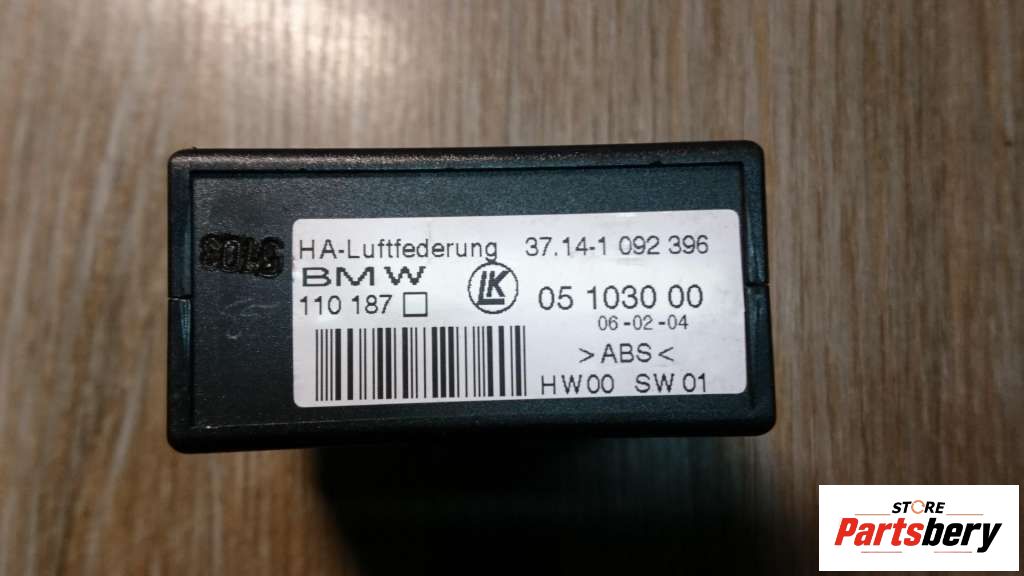 HA-Luftfederung 37.14-1 092 396
BMW
110 187
LK
05 1030 00
06-02-04
>ABS<
HW00 SW01
STORE
Partsbery